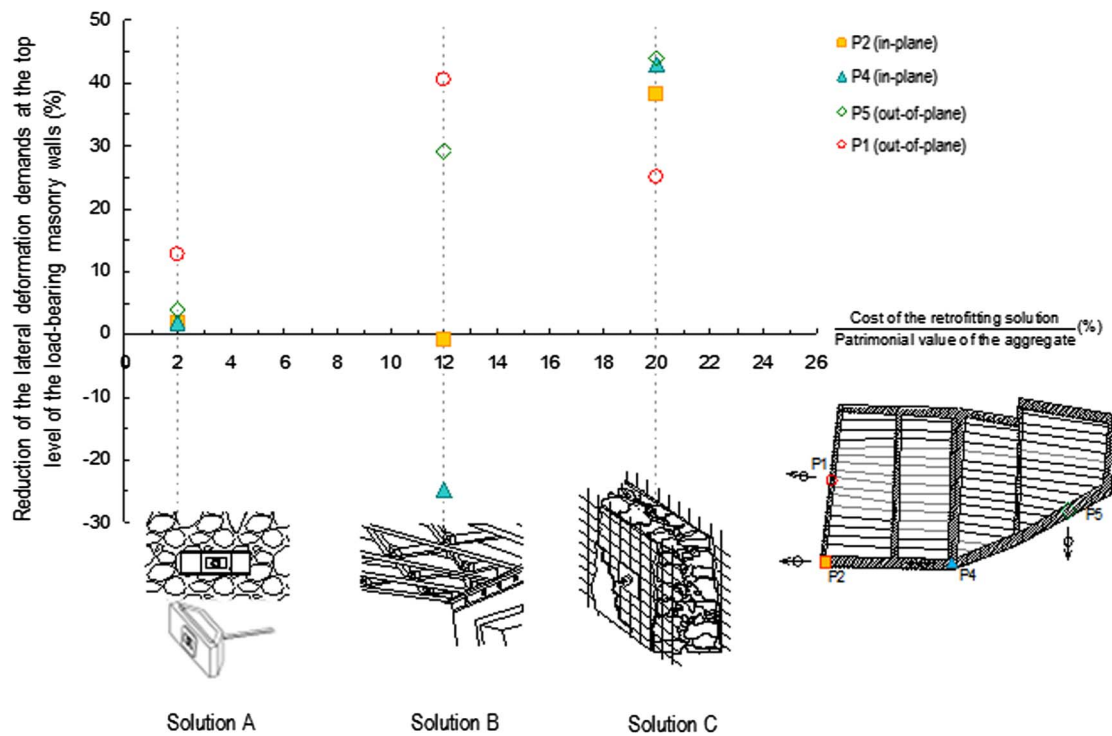 Reduction of the lateral deformation demands at the top
level of the load-bearing masonry walls (%)
50
40
30
20
10
0
-10
-20
-30
0 2 4 6 8 10 12 14 16 18 20 22 24 26
P2 (in-plane)
P4 (in-plane)
P5 (out-of-plane)
P1 (out-of-plane)
Cost of the retrofitting solution
Patrimonial value of the aggregate (%)
P1
P5
P2
P4
Solution A
Solution B
Solution C